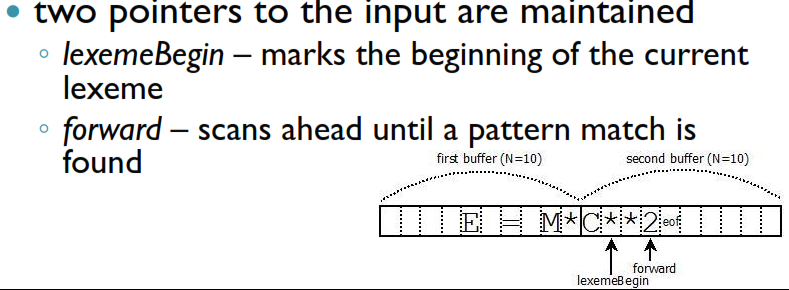 • two pointers to the input are maintained
◦ lexemeBegin – marks the beginning of the current
lexeme
◦ forward – scans ahead until a pattern match is
found
first buffer (N=10)
second buffer (N=10)
E = M*C**2eof
forward
lexemeBegin